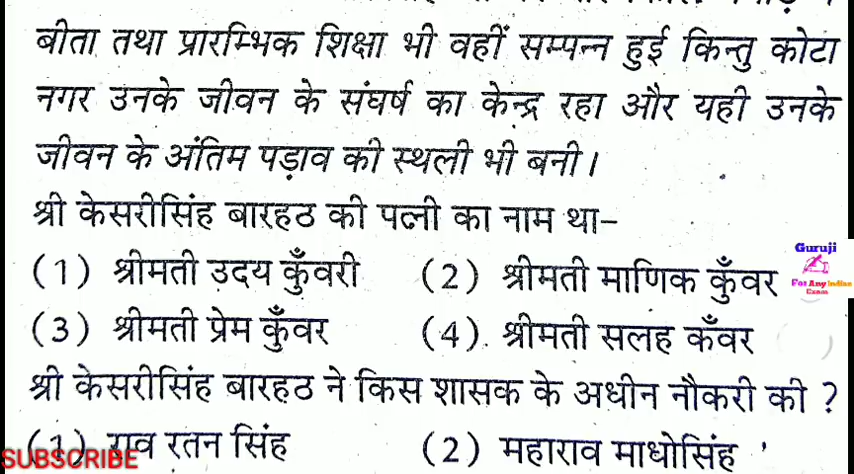 बीता तथा प्रारम्भिक शिक्षा भी वहीं सम्पन्न हुई किन्तु कोटा
नगर उनके जीवन के संघर्ष का केन्द्र रहा और यही उनके
जीवन के अंतिम पड़ाव की स्थली भी बनी।
श्री केसरीसिंह बारहठ की पत्नी का नाम था–
(1) श्रीमती उदय कुँवरी (2) श्रीमती माणिक कुँवर
Guruji
For Any Indian
Exam
(3) श्रीमती प्रेम कुँवर (4). श्रीमती सलह कँवर
श्री केसरीसिंह बारहठ ने किस शासक के अधीन नौकरी की ?
(1) राव रतन सिंह (2) महाराव माधोसिंह
SUBSCRIBE